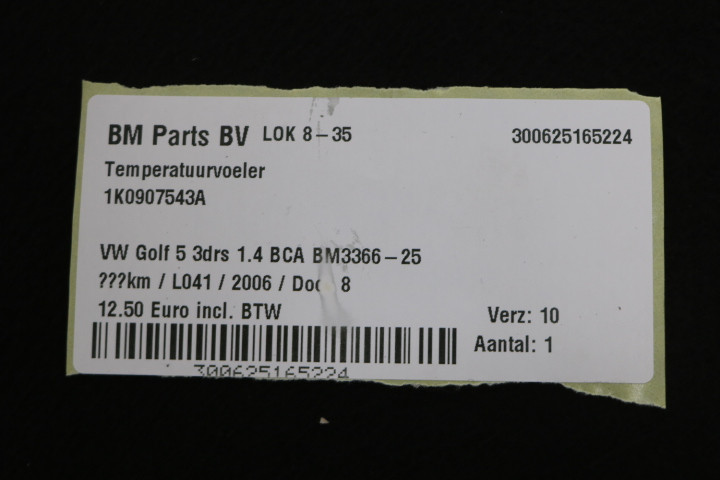 BM Parts BV LOK 8-35 300625165224
Temperatuurvoeler
1K0907543A
VW Golf 5 3drs 1.4 BCA BM3366-25
???km / L041 / 2006 / Doc 8
12.50 Euro incl. BTW Verz: 10
Aantal: 1
300625165224